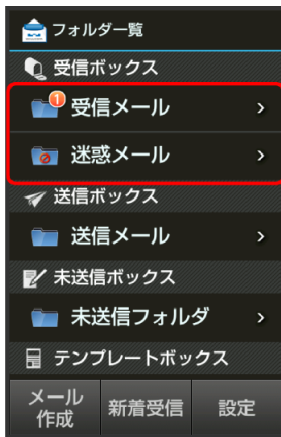 フォルダ一覧
受信ボックス
1
受信メール
迷惑メール
送信ボックス
送信メール
未送信ボックス
未送信フォルダ
テンプレートボックス
メール
作成
新着受信
設定